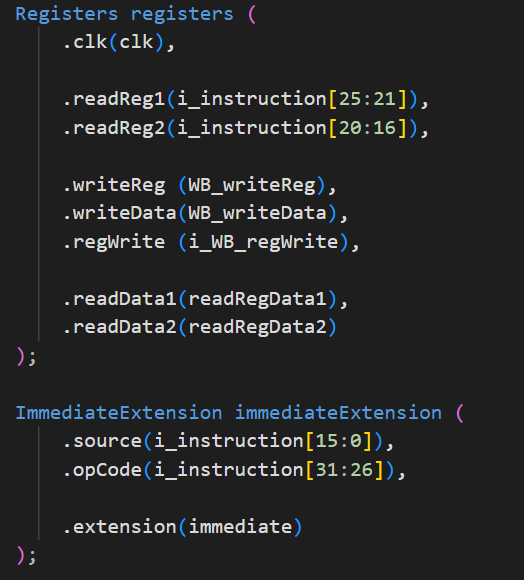 Registers registers (
.clk(clk),
.readReg1(i_instruction[25:21]),
.readReg2(i_instruction[20:16]),
.writeReg (WB_writeReg),
.writeData(WB_writeData),
.regWrite (i_WB_regWrite),
.readData1(readRegData1),
.readData2(readRegData2)
);
ImmediateExtension immediateExtension (
.source(i_instruction[15:0]),
.opCode(i_instruction[31:26]),
.extension(immediate)
);